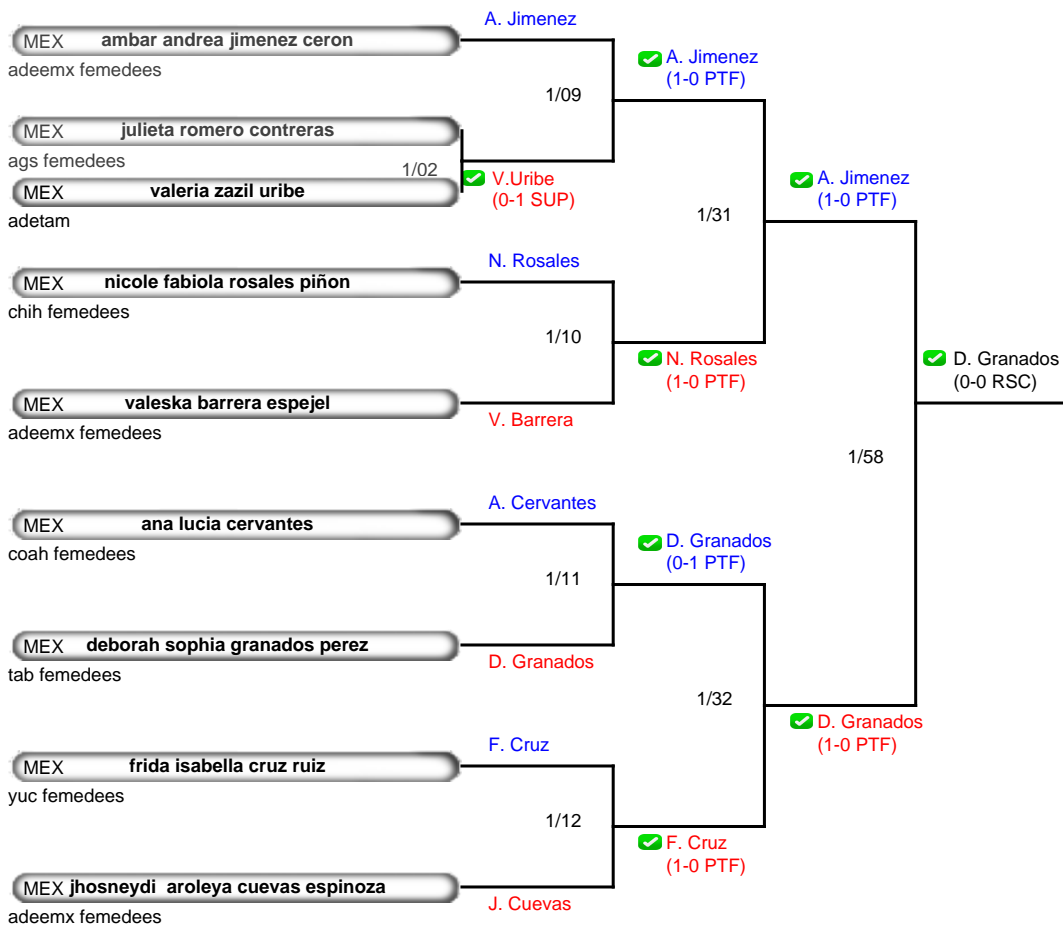 A. Jimenez
MEX ambar andrea jimenez ceron
adeemx femedees
A. Jimenez
(1-0 PTF)
1/09
MEX julieta romero contreras
ags femedees
1/02
V.Uribe
(0-1 SUP)
MEX valeria zazil uribe
adetam
A. Jimenez
(1-0 PTF)
1/31
N. Rosales
MEX nicole fabiola rosales piñon
chih femedees
1/10
N. Rosales
(1-0 PTF)
D. Granados
(0-0 RSC)
MEX valeska barrera espejel
adeemx femedees
V. Barrera
1/58
A. Cervantes
MEX ana lucia cervantes
coah femedees
D. Granados
(0-1 PTF)
1/11
MEX deborah sophia granados perez
tab femedees
D. Granados
1/32
D. Granados
(1-0 PTF)
F. Cruz
MEX frida isabella cruz ruiz
yuc femedees
1/12
F. Cruz
(1-0 PTF)
MEX jhosneydi aroleya cuevas espinoza
adeemx femedees
J. Cuevas